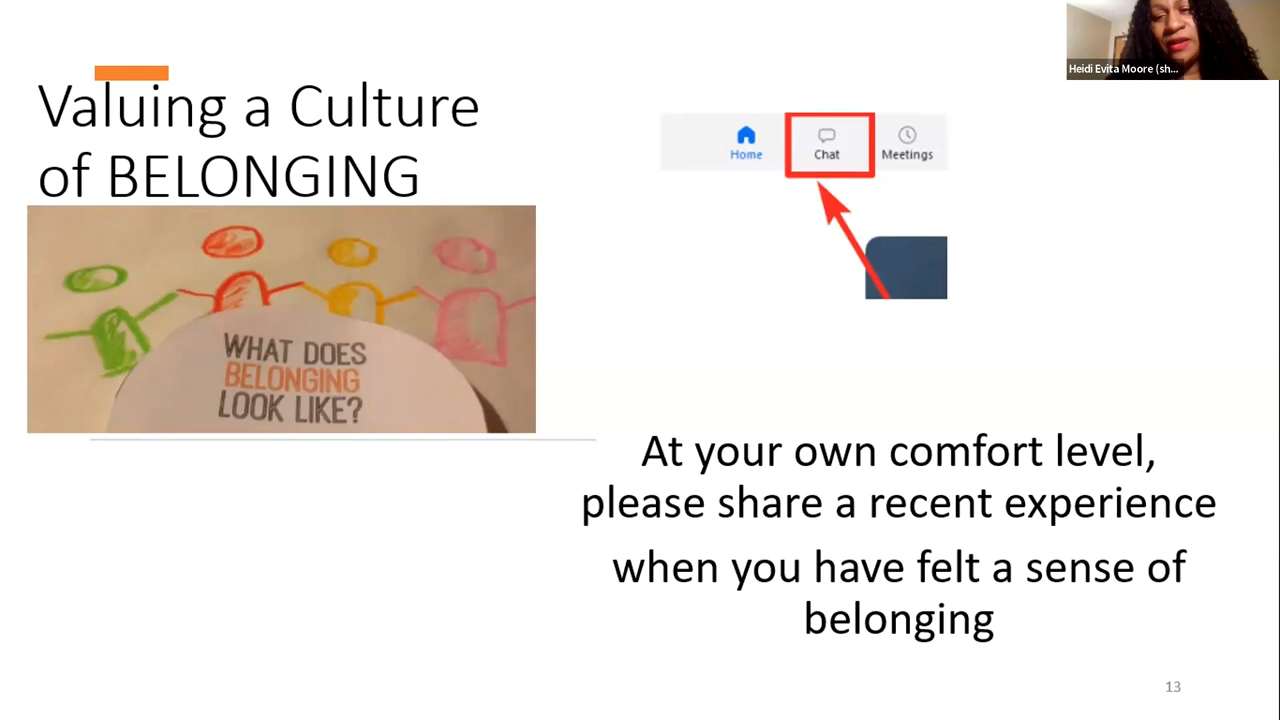 Heidi Evita Moore (sh...
Valuing a Culture
of BELONGING
Home
Chat
Meetings
WHAT DOES
BELONGING
LOOK LIKE?
At your own comfort level,
please share a recent experience
when you have felt a sense of
belonging
13